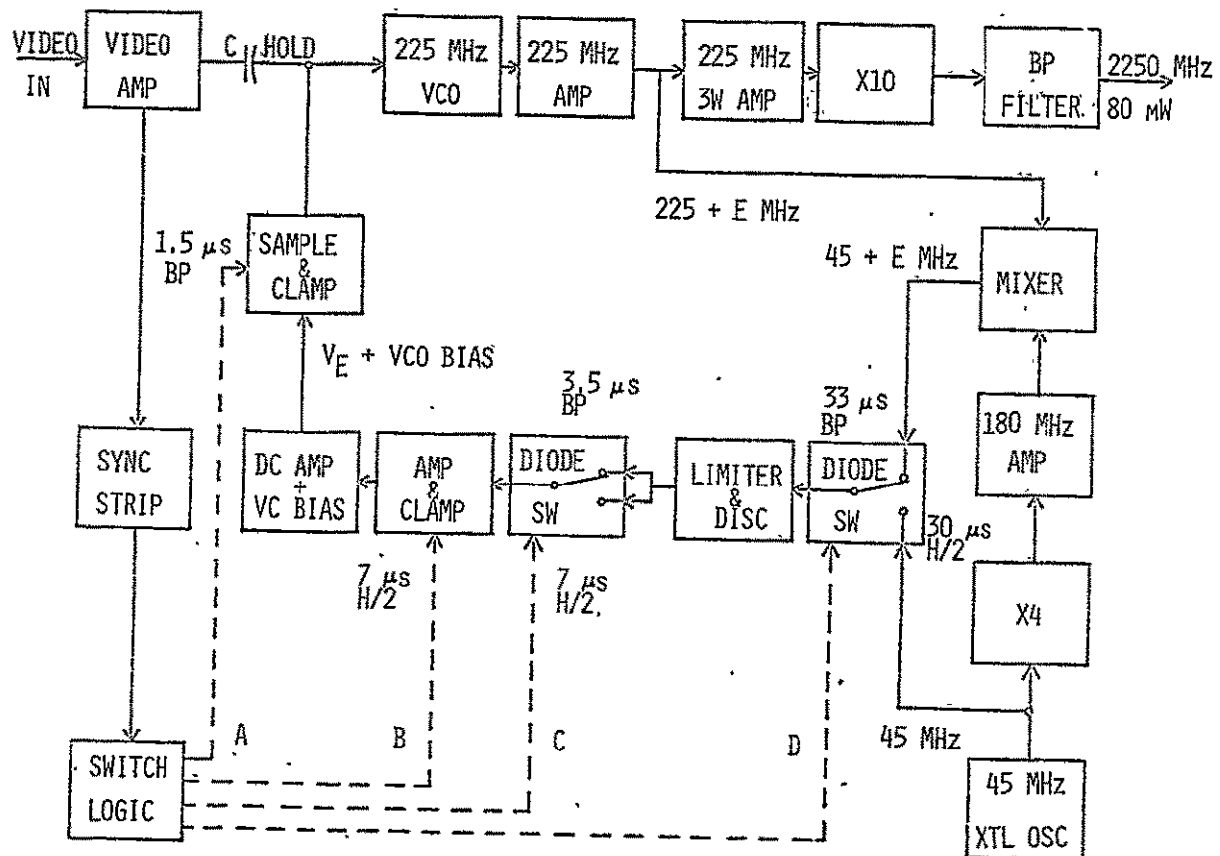 VIDEO
IN
VIDEO
AMP
C
HOLD
225 MHz
VCO
225 MHz
AMP
225 MHz
3W AMP
X10
BP
FILTER
2250 MHz
80 mW
225 + E MHz
1.5 μs
BP
SAMPLE
&
CLAMP
45 + E MHz
MIXER
VE + VCO BIAS
3.5 μs
BP
33 μs
BP
180 MHz
AMP
SYNC
STRIP
DC AMP
+
VC BIAS
AMP
&
CLAMP
DIODE
SW
LIMITER
&
DISC
DIODE
SW
30 μs
H/2
7 μs
H/2
7 μs
H/2.
X4
A
B
C
D
45 MHz
SWITCH
LOGIC
45 MHz
XTL OSC